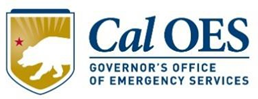 Cal OES
GOVERNOR'S OFFICE
OF EMERGENCY SERVICES